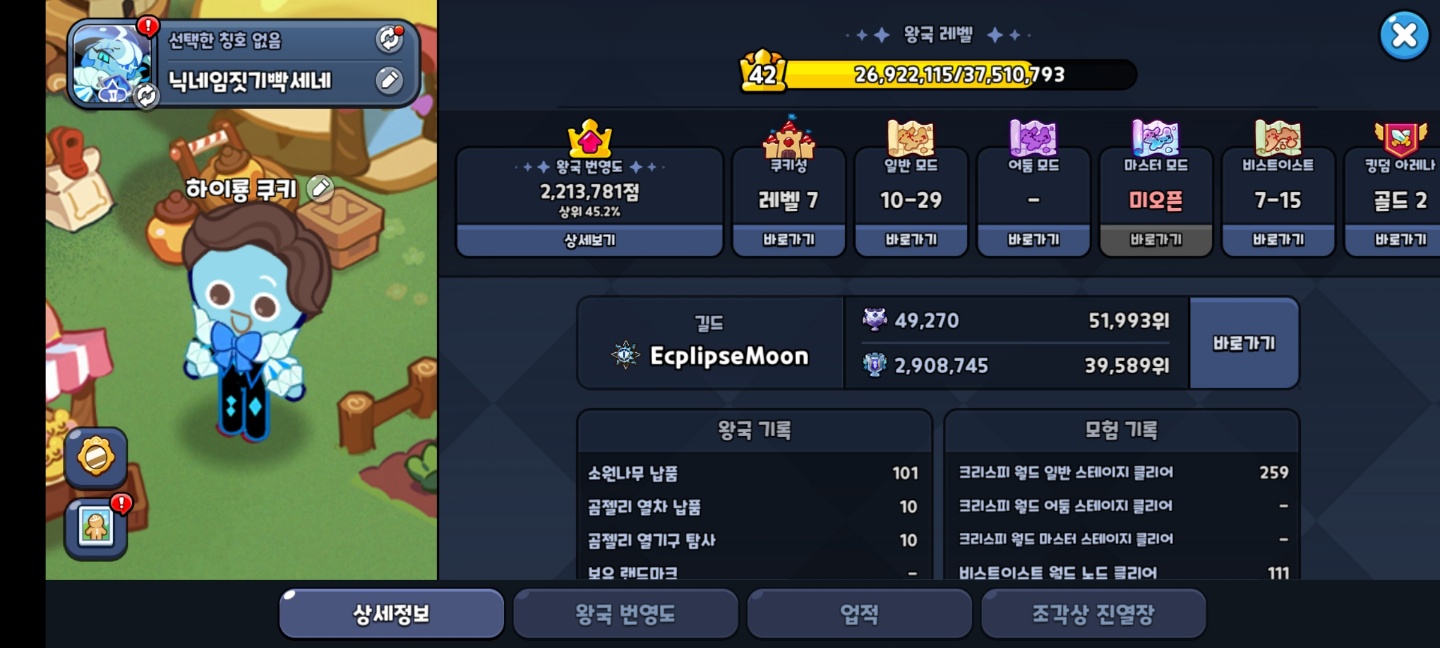 선택한 칭호 없음
닉네임짓기빡세네
하이룡 쿠키
왕국 레벨
42
26,922,115/37,510,793
왕국 번영도
2,213,781점
상위 45.2%
상세보기
쿠키성
레벨 7
바로가기
일반 모드
10-29
바로가기
어둠 모드
-
바로가기
마스터 모드
미오픈
바로가기
비스트이스트
7-15
바로가기
킹덤 아레나
골드 2
바로가기
길드
EcplipseMoon
49,270 51,993위
2,908,745 39,589위
바로가기
왕국 기록
소원나무 납품 101
곰젤리 열차 납품 10
곰젤리 열기구 탐사 10
보유 랜드마크 -
모험 기록
크리스피 월드 일반 스테이지 클리어 259
크리스피 월드 어둠 스테이지 클리어 -
크리스피 월드 마스터 스테이지 클리어 -
비스트이스트 월드 노드 클리어 111
상세정보
왕국 번영도
업적
조각상 진열장